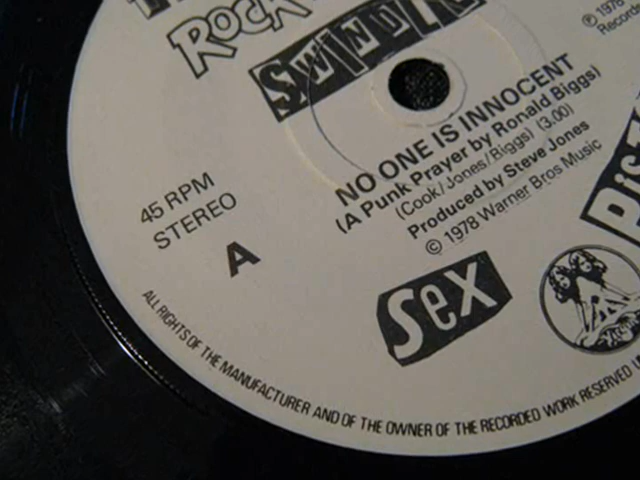 ROCK
SWINDLE
℗ 1978
NO ONE IS INNOCENT
(A Punk Prayer by Ronald Biggs)
(Cook/Jones/Biggs) (3.00)
Produced by Steve Jones
© 1978 Warner Bros Music
45 RPM
STEREO
A
Sex
PiST
ALL RIGHTS OF THE MANUFACTURER AND OF THE OWNER OF THE RECORDED WORK RESERVED